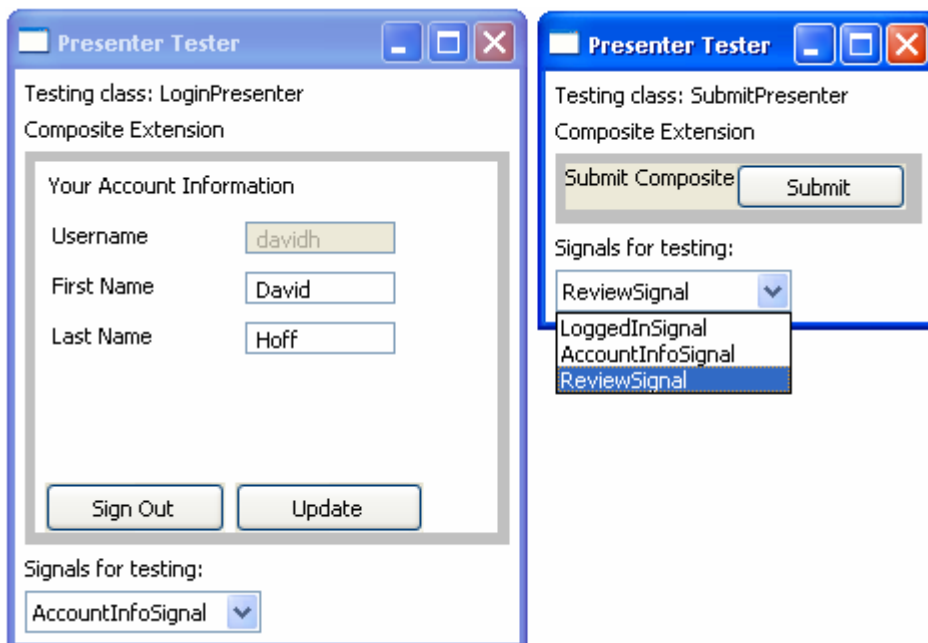 Presenter Tester
Testing class: LoginPresenter
Composite Extension
Your Account Information
Username davidh
First Name David
Last Name Hoff
Sign Out Update
Signals for testing:
AccountInfoSignal
Presenter Tester
Testing class: SubmitPresenter
Composite Extension
Submit Composite Submit
Signals for testing:
ReviewSignal
LoggedInSignal
AccountInfoSignal
ReviewSignal